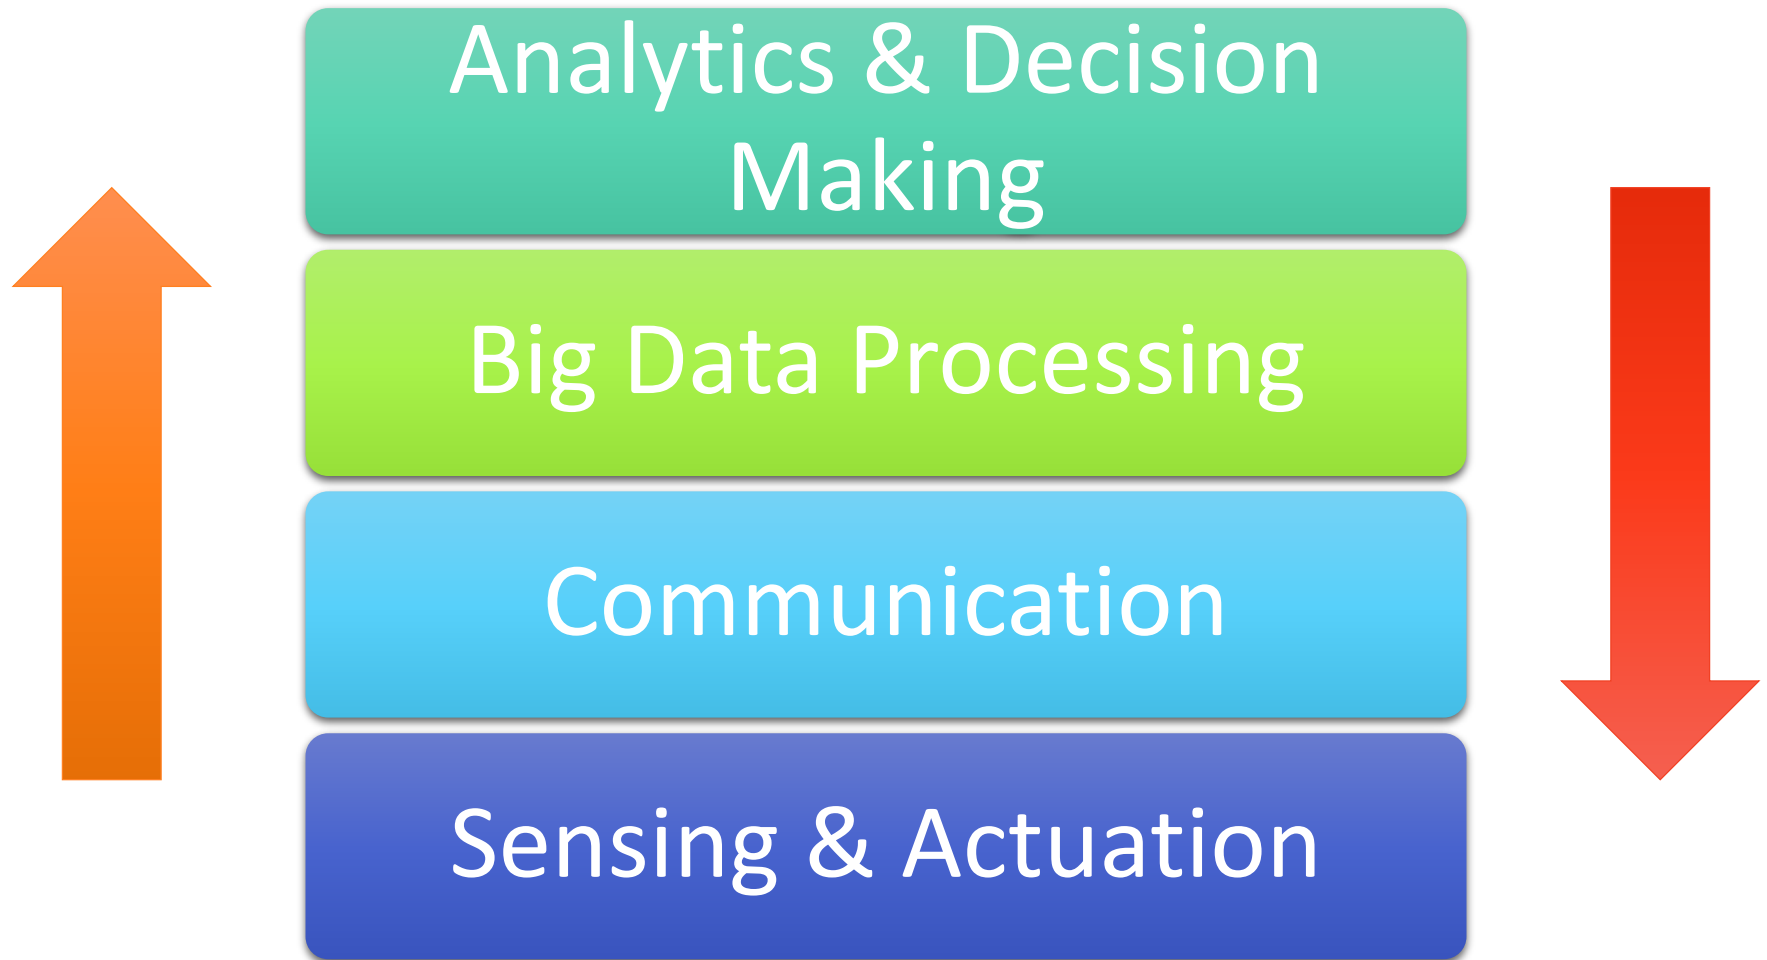 Analytics & Decision
Making
Big Data Processing
Communication
Sensing & Actuation